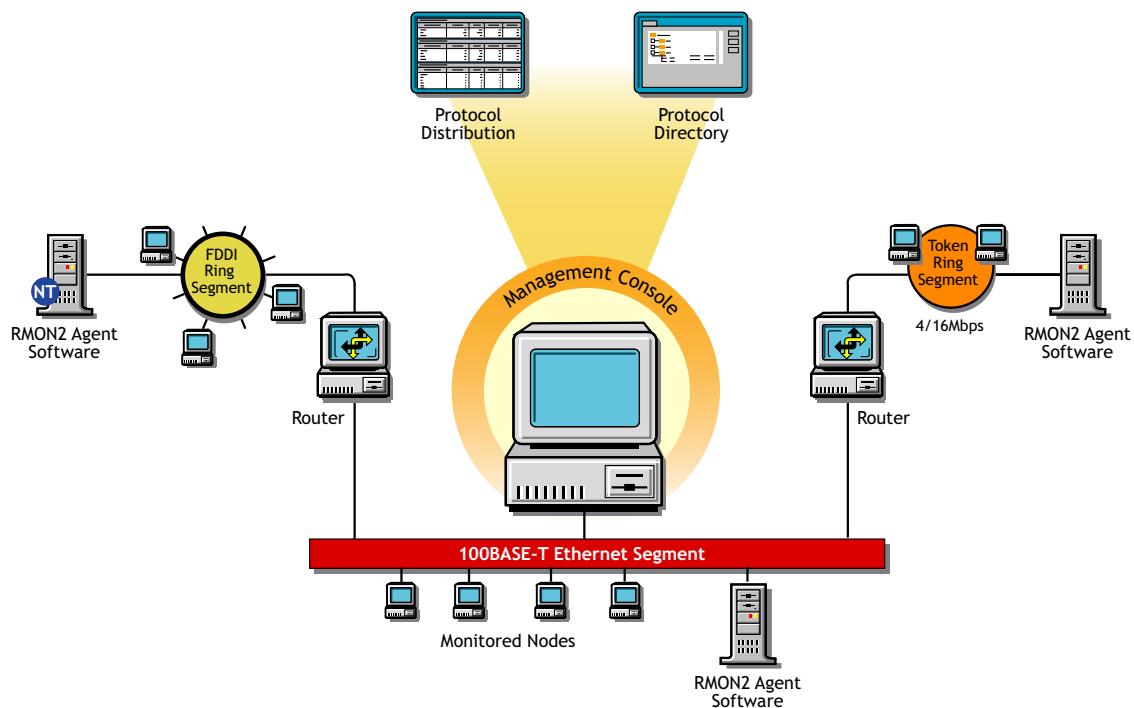 Protocol
Distribution
Protocol
Directory
FDDI
Ring
Segment
NT
RMON2 Agent
Software
Router
Management Console
Token
Ring
Segment
4/16Mbps
RMON2 Agent
Software
Router
100BASE-T Ethernet Segment
Monitored Nodes
RMON2 Agent
Software